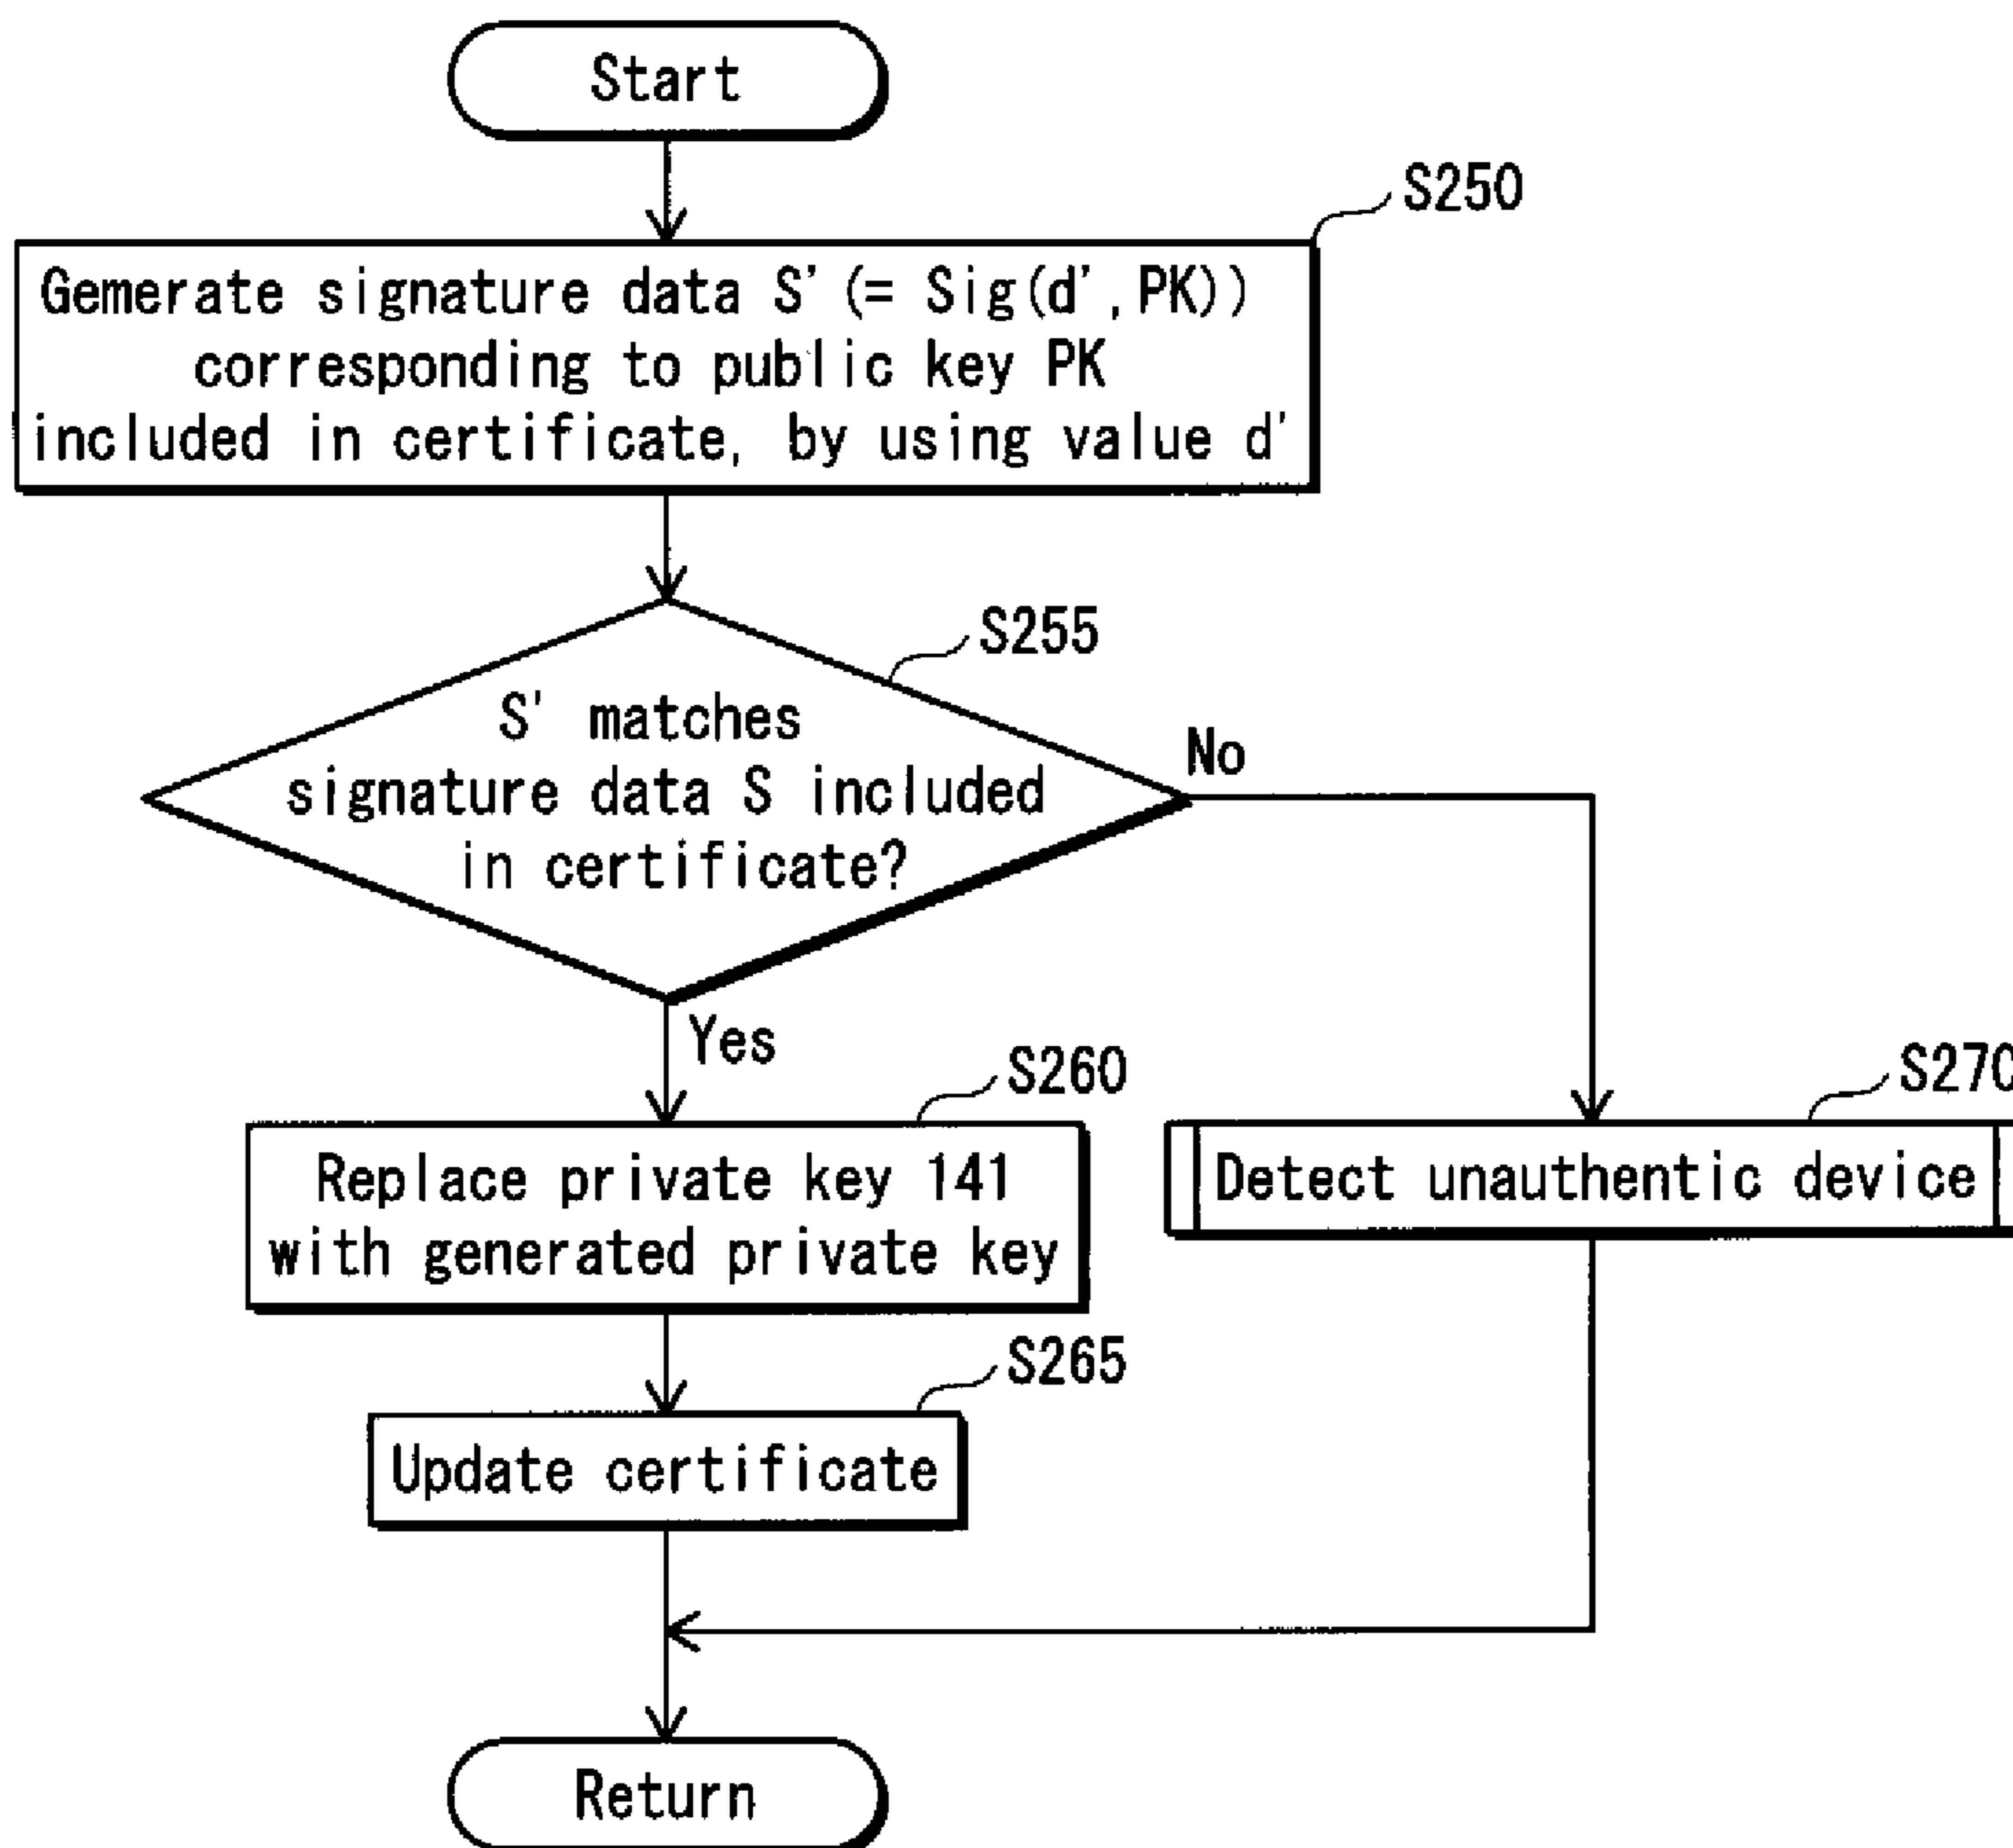 Start
S250
Gemerate signature data S' (= Sig(d', PK))
corresponding to public key PK
included in certificate, by using value d'
S255
S' matches
signature data S included
in certificate?
No
Yes
S260
Replace private key 141
with generated private key
S270
Detect unauthentic device
S265
Update certificate
Return